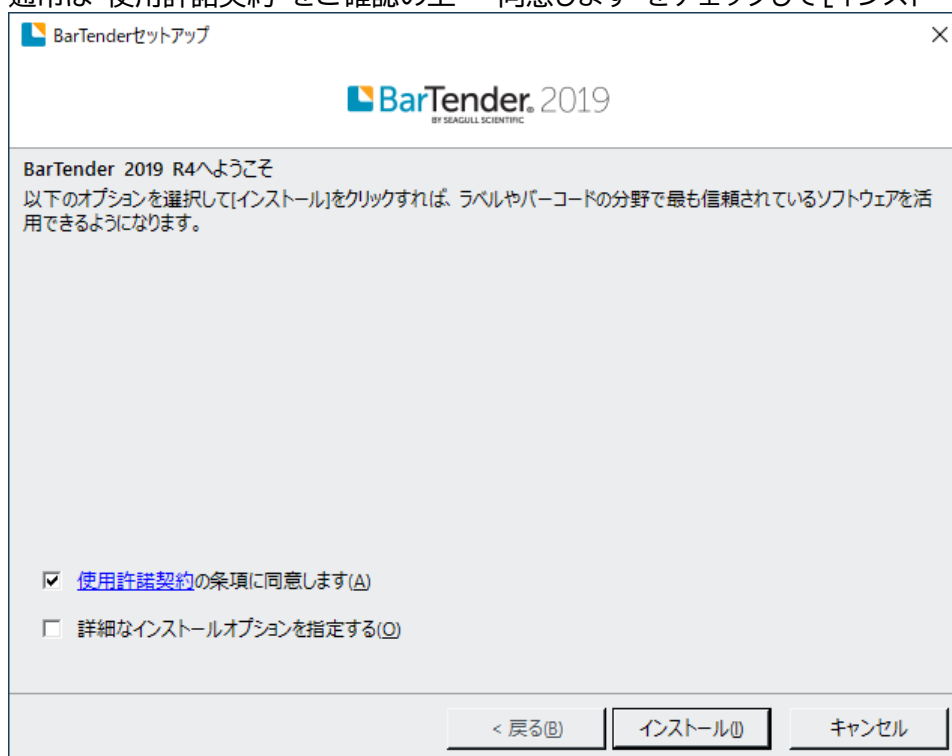 BarTenderセットアップ
BarTender. 2019
BY SEAGULL SCIENTIFIC
BarTender 2019 R4へようこそ
以下のオプションを選択して[インストール]をクリックすれば、ラベルやバーコードの分野で最も信頼されているソフトウェアを活
用できるようになります。
使用許諾契約の条項に同意します(A)
詳細なインストールオプションを指定する(O)
< 戻る(B)
インストール(I)
キャンセル